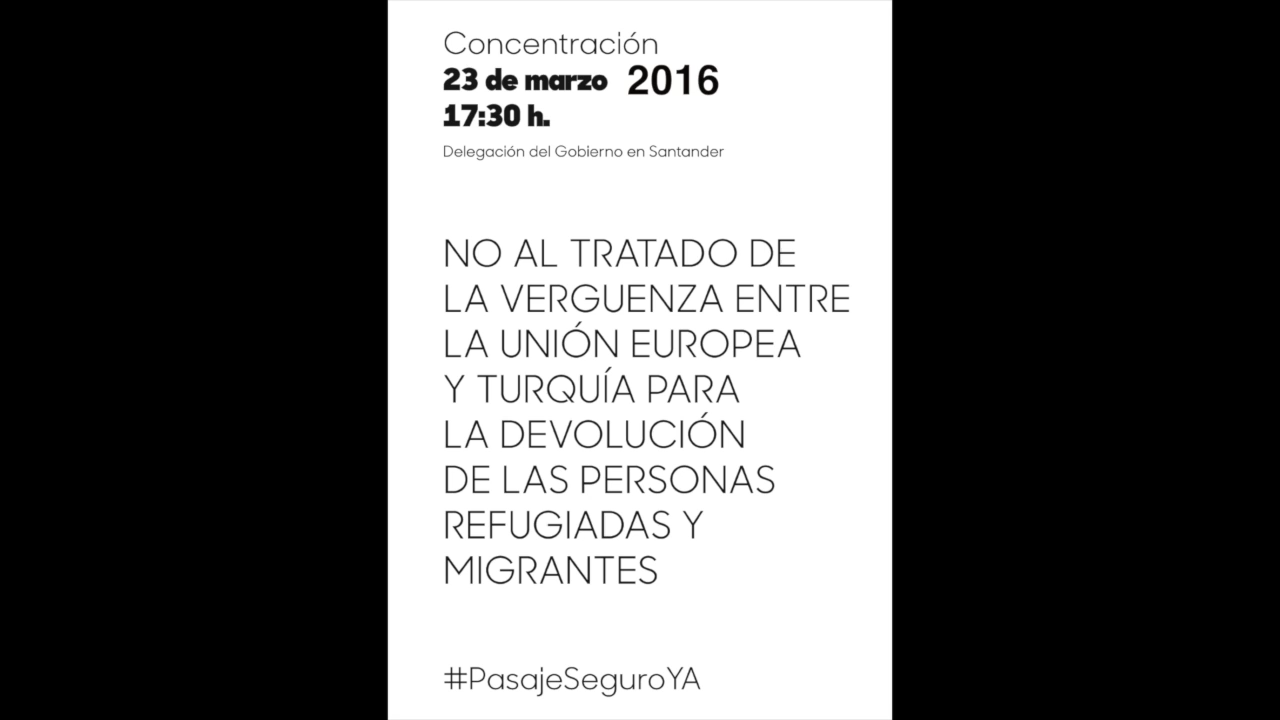 Concentración
23 de marzo 2016
17:30 h.
Delegación del Gobierno en Santander
NO AL TRATADO DE
LA VERGUENZA ENTRE
LA UNIÓN EUROPEA
Y TURQUÍA PARA
LA DEVOLUCIÓN
DE LAS PERSONAS
REFUGIADAS Y
MIGRANTES
#PasajeSeguroYA